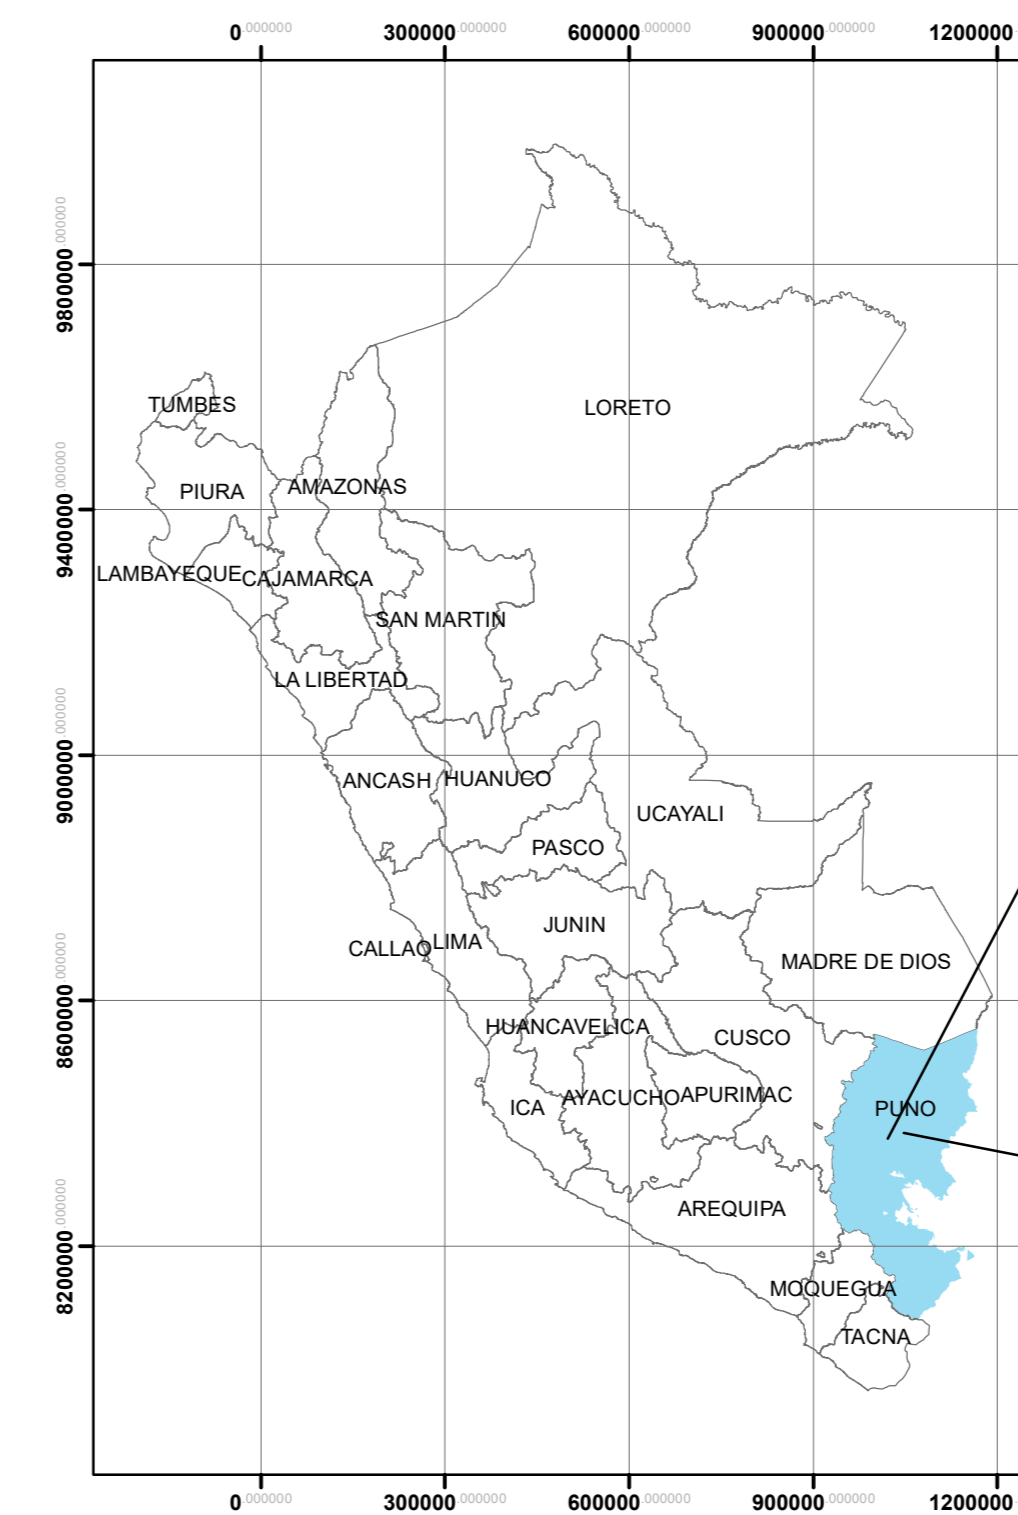 0.000000 300000.000000 600000.000000 900000.000000 1200000
9800000.000000
9400000.000000
9000000.000000
8600000.000000
8200000.000000
TUMBES
LORETO
PIURA
AMAZONAS
LAMBAYEQUE
CAJAMARCA
SAN MARTIN
LA LIBERTAD
ANCASH
HUANUCO
UCAYALI
PASCO
JUNIN
CALLAO
LIMA
MADRE DE DIOS
HUANCAVELICA
CUSCO
ICA
AYACUCHO
APURIMAC
PUNO
AREQUIPA
MOQUEGUA
TACNA
0.000000 300000.000000 600000.000000 900000.000000 1200000